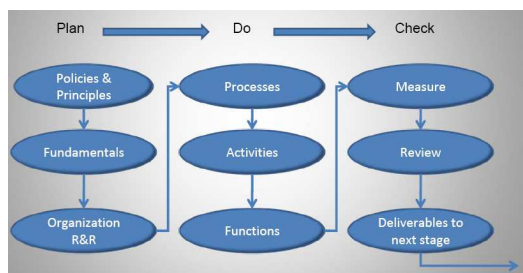 Plan
Do
Check
Policies &
Principles
Fundamentals
Organization
R&R
Processes
Activities
Functions
Measure
Review
Deliverables to
next stage